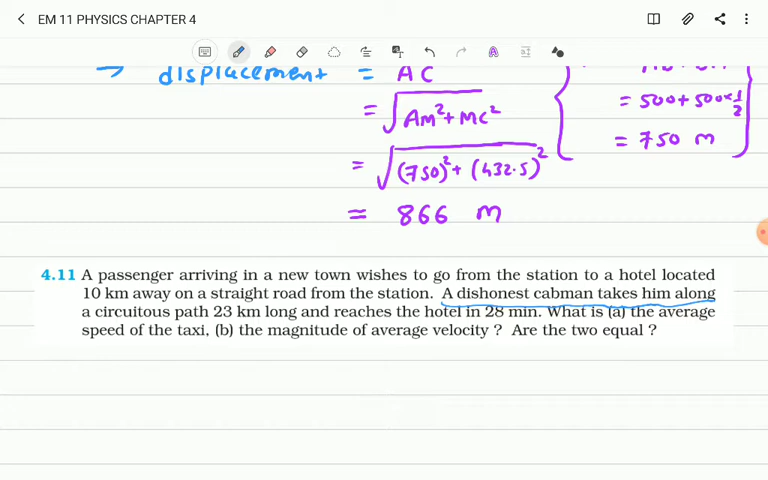 EM 11 PHYSICS CHAPTER 4
→ displacement = AC
= √AM²+MC²
= 500 + 500×1/2
= √(750)²+(432.5)²
= 750 m
= 866 m
4.11 A passenger arriving in a new town wishes to go from the station to a hotel located
10 km away on a straight road from the station. A dishonest cabman takes him along
a circuitous path 23 km long and reaches the hotel in 28 min. What is (a) the average
speed of the taxi, (b) the magnitude of average velocity ? Are the two equal ?